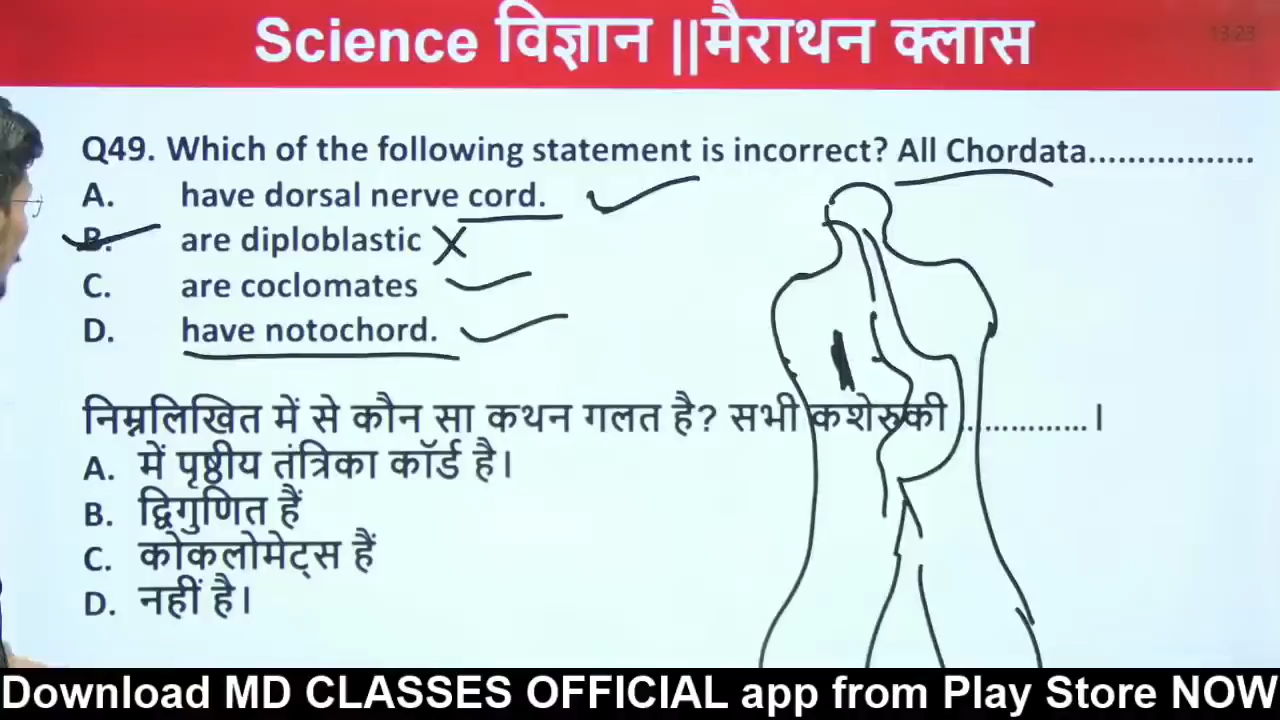 Science विज्ञान ||मैराथन क्लास
13:23
Q49. Which of the following statement is incorrect? All Chordata..................
A. have dorsal nerve cord.
B. are diploblastic
C. are coclomates
D. have notochord.
निम्नलिखित में से कौन सा कथन गलत है? सभी कशेरुकी ...............।
A. में पृष्ठीय तंत्रिका कॉर्ड है।
B. द्विगुणित हैं
C. कोकलोमेट्स हैं
D. नहीं है।
Download MD CLASSES OFFICIAL app from Play Store NOW